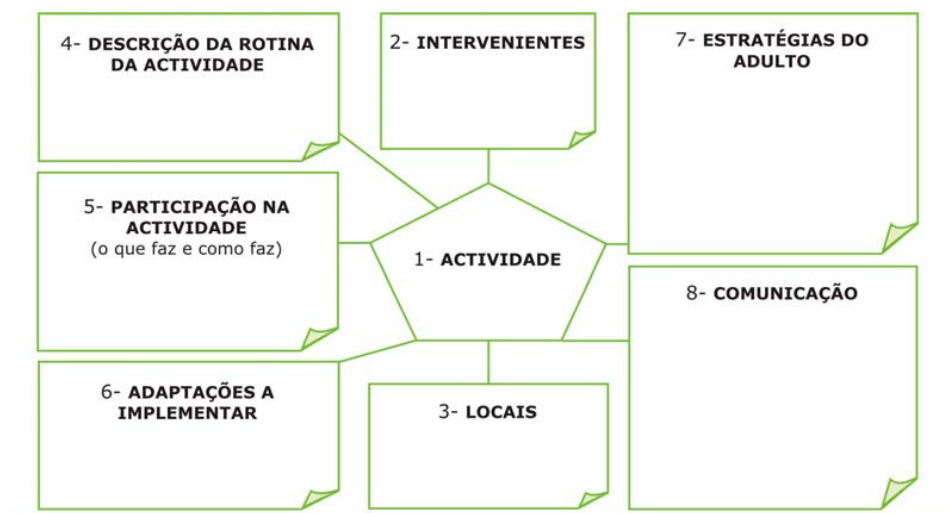 4- DESCRIÇÃO DA ROTINA
DA ACTIVIDADE
2- INTERVENIENTES
7- ESTRATÉGIAS DO
ADULTO
5- PARTICIPAÇÃO NA
ACTIVIDADE
(o que faz e como faz)
1- ACTIVIDADE
8- COMUNICAÇÃO
6- ADAPTAÇÕES A
IMPLEMENTAR
3- LOCAIS